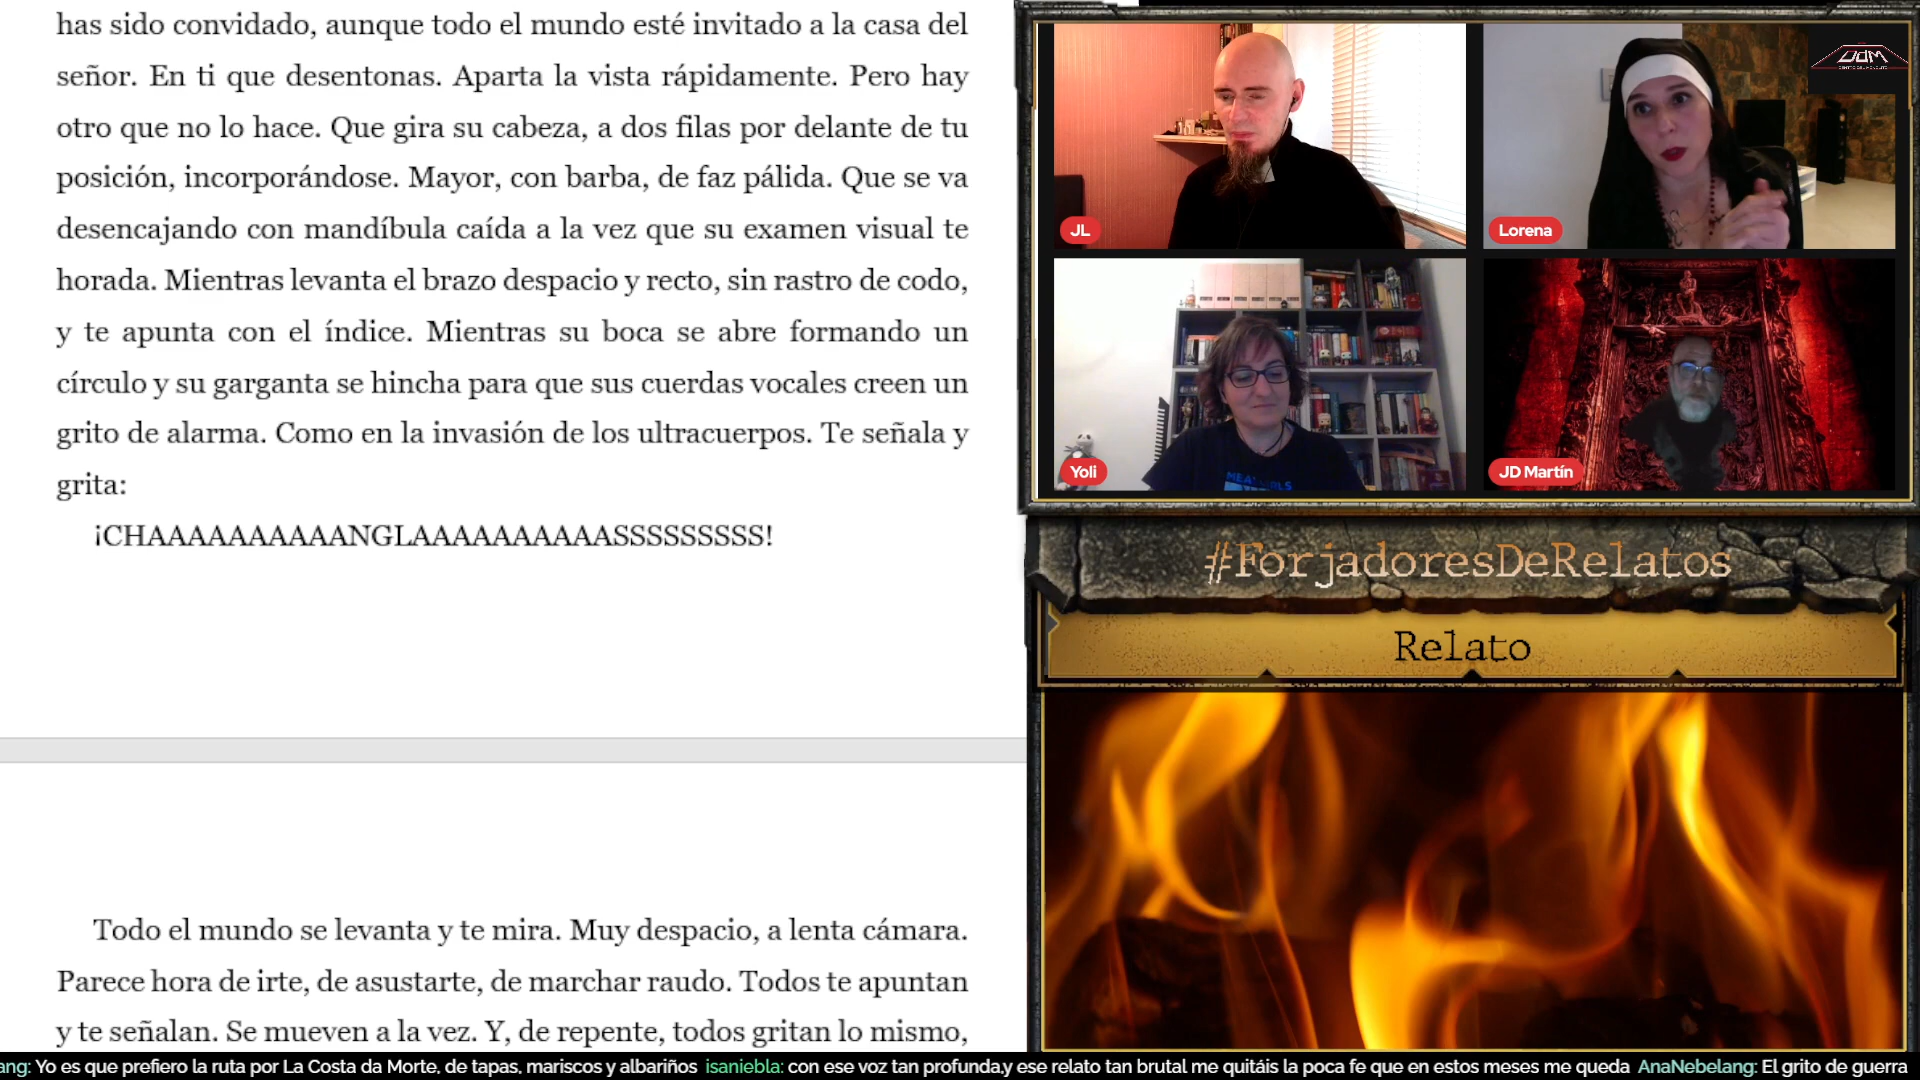 has sido convidado, aunque todo el mundo esté invitado a la casa del
señor. En ti que desentonas. Aparta la vista rápidamente. Pero hay
otro que no lo hace. Que gira su cabeza, a dos filas por delante de tu
posición, incorporándose. Mayor, con barba, de faz pálida. Que se va
desencajando con mandíbula caída a la vez que su examen visual te
horada. Mientras levanta el brazo despacio y recto, sin rastro de codo,
y te apunta con el índice. Mientras su boca se abre formando un
círculo y su garganta se hincha para que sus cuerdas vocales creen un
grito de alarma. Como en la invasión de los ultracuerpos. Te señala y
grita:
¡CHAAAAAAAAAANGLAAAAAAAAAASSSSSSSSS!
Todo el mundo se levanta y te mira. Muy despacio, a lenta cámara.
Parece hora de irte, de asustarte, de marchar raudo. Todos te apuntan
y te señalan. Se mueven a la vez. Y, de repente, todos gritan lo mismo,
JL
Lorena
Yoli
JD Martín
#ForjadoresDeRelatos
Relato
ang: Yo es que prefiero la ruta por La Costa da Morte, de tapas, mariscos y albariños isaniebla: con ese voz tan profunda,y ese relato tan brutal me quitáis la poca fe que en estos meses me queda AnaNebelang: El grito de guerra